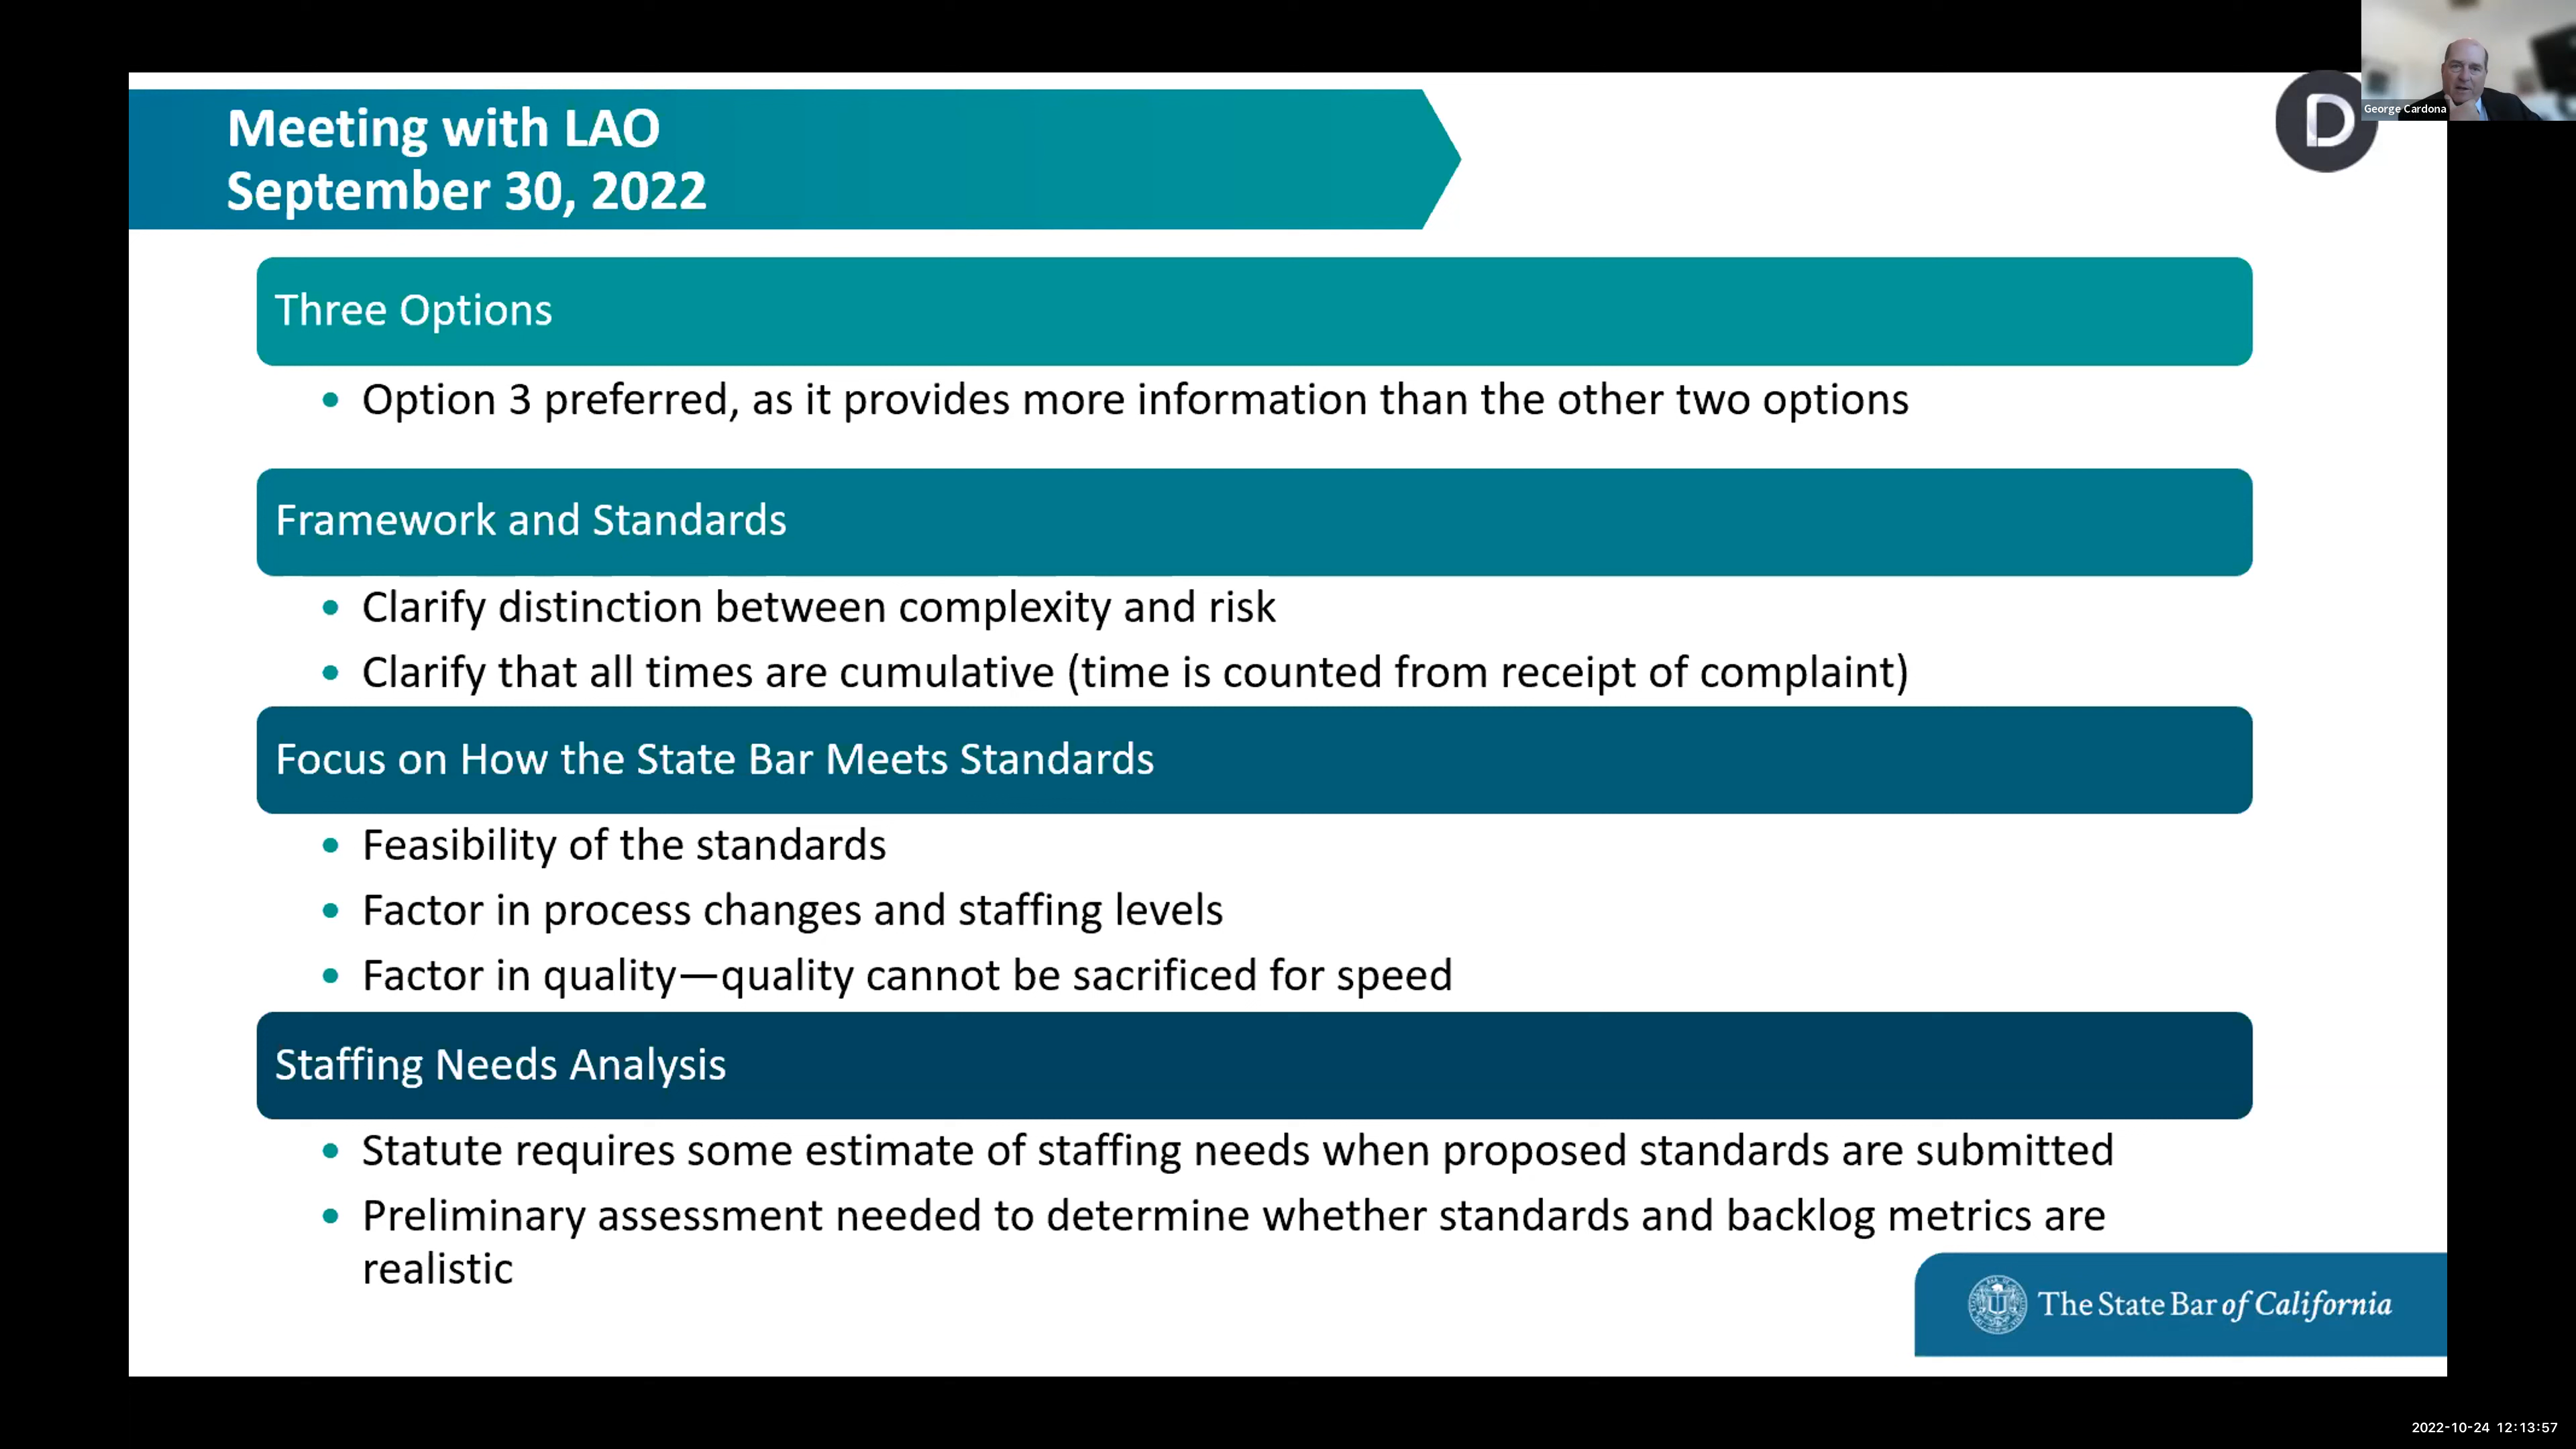 George Cardona
D
Meeting with LAO
September 30, 2022
Three Options
• Option 3 preferred, as it provides more information than the other two options
Framework and Standards
• Clarify distinction between complexity and risk
• Clarify that all times are cumulative (time is counted from receipt of complaint)
Focus on How the State Bar Meets Standards
• Feasibility of the standards
• Factor in process changes and staffing levels
• Factor in quality—quality cannot be sacrificed for speed
Staffing Needs Analysis
• Statute requires some estimate of staffing needs when proposed standards are submitted
• Preliminary assessment needed to determine whether standards and backlog metrics are
realistic
The State Bar of California
2022-10-24 12:13:57